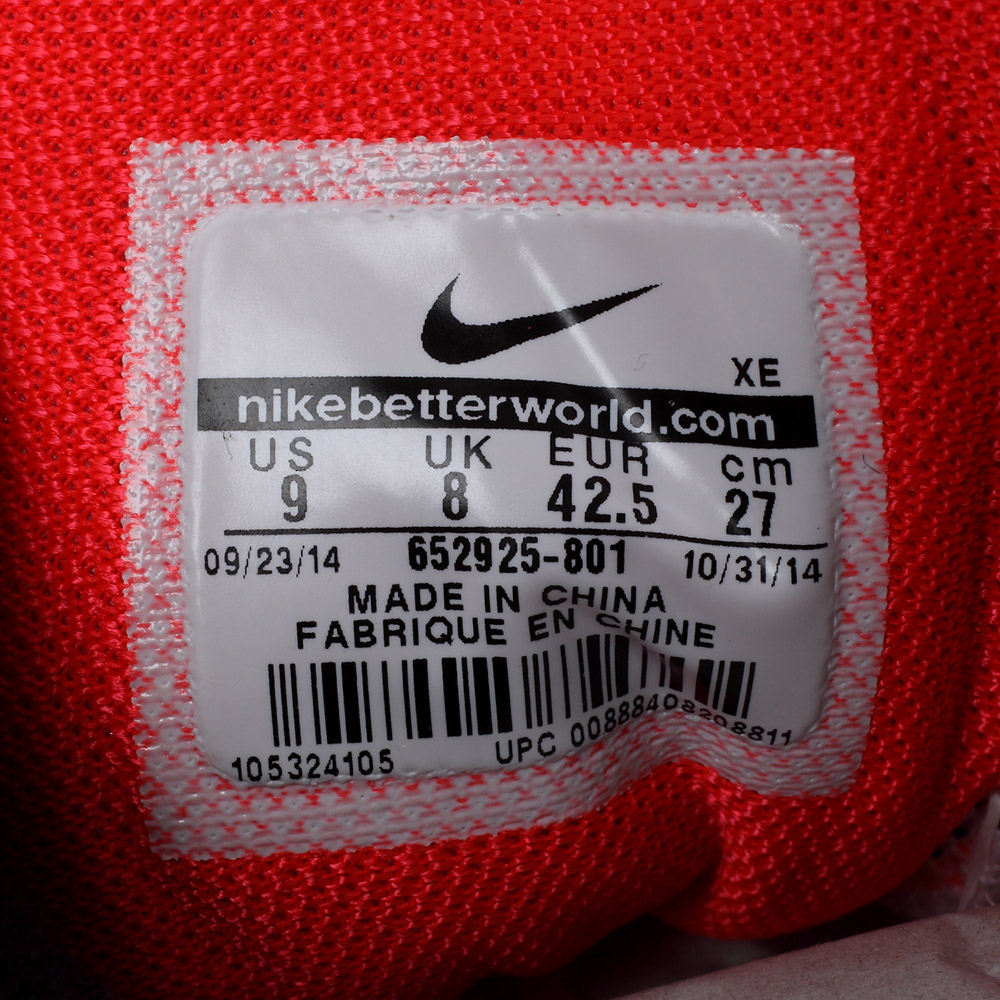 XE
nikebetterworld.com
US UK EUR cm
9 8 42.5 27
09/23/14 652925-801 10/31/14
MADE IN CHINA
FABRIQUE EN CHINE
105324105 UPC 00888408208811